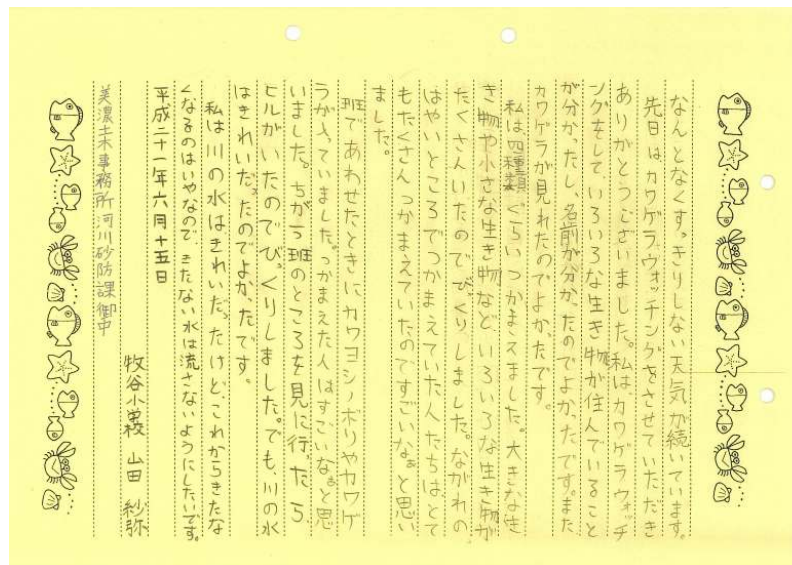 なんとなくすっきりしない天気が続いています。
先日はカワゲラウォッチングをさせていただき
ありがとうございました。私はカワゲラウォッチ
ングをして、いろいろな生き物が住んでいること
が分かったし、名前が分かったのでよかったです。また
カワゲラが見れたのでよかったです。
私は四種類ぐらいつかまえました。大きな生
き物や小さな生き物など、いろいろな生き物が
たくさんいたのでびっくりしました。ながれの
はやいところでつかまえていた人たちはとて
もたくさんつかまえていたのですごいなぁと思い
ました。
班であわせたときにカワヨシノボリやカワゲ
ラが入っていました。つかまえた人はすごいなぁと思
いました。ちがう班のところを見に行ったら
ヒルがいたのでびっくりしました。でも、川の水
はきれいだったのでよかったです。
私は川の水はきれいだったけど、これからきたな
くなるのはいやなので、きたない水は流さないようにしたいです。
平成二十一年六月十五日
牧谷小学校 山田 紗弥
美濃土木事務所河川砂防課御中